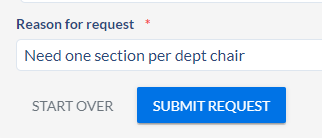 Reason for request *
Need one section per dept chair
START OVER SUBMIT REQUEST